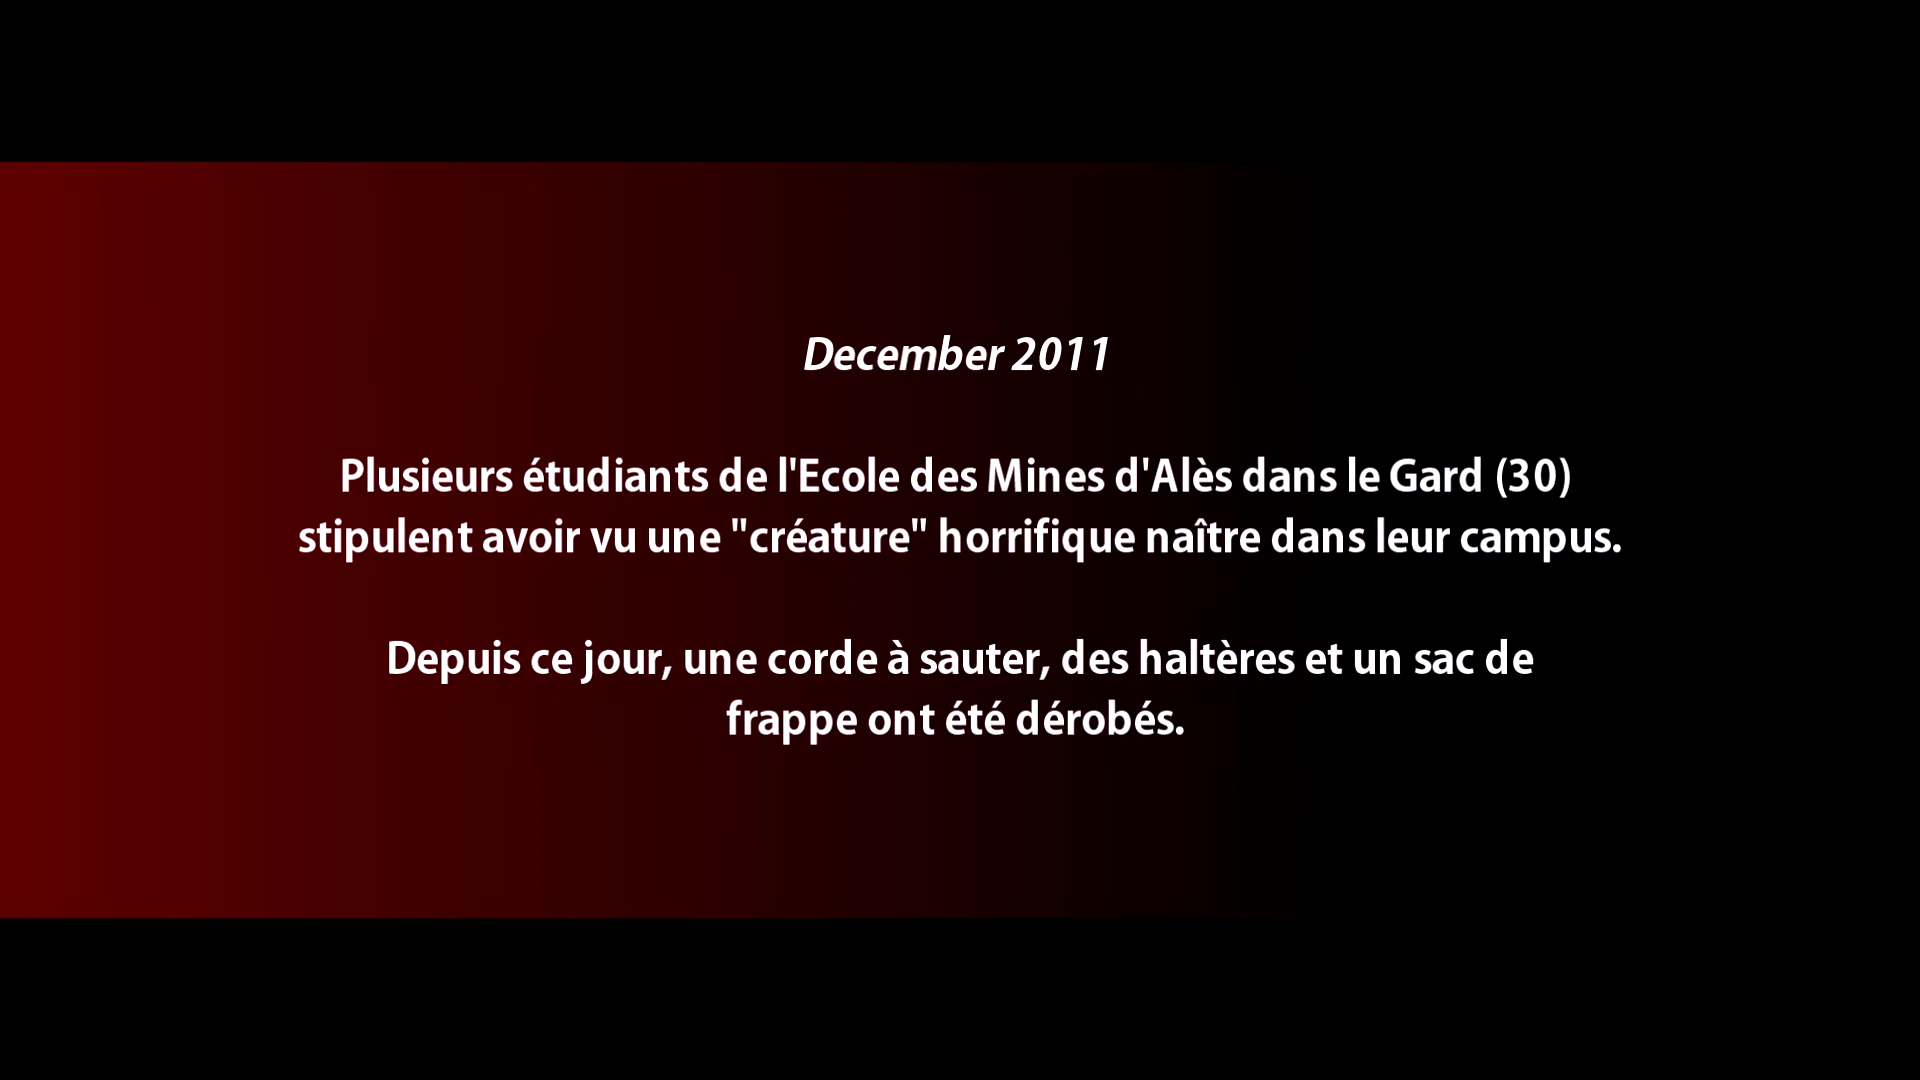 December 2011
Plusieurs étudiants de l'Ecole des Mines d'Alès dans le Gard (30)
stipulent avoir vu une "créature" horrifique naître dans leur campus.
Depuis ce jour, une corde à sauter, des haltères et un sac de
frappe ont été dérobés.